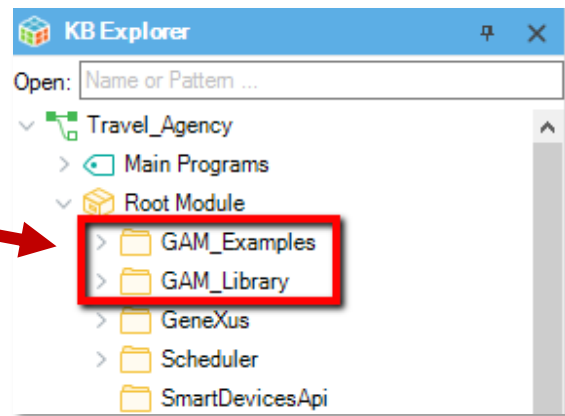 KB Explorer
Open: Name or Pattern ...
Travel_Agency
Main Programs
Root Module
GAM_Examples
GAM_Library
GeneXus
Scheduler
SmartDevicesApi